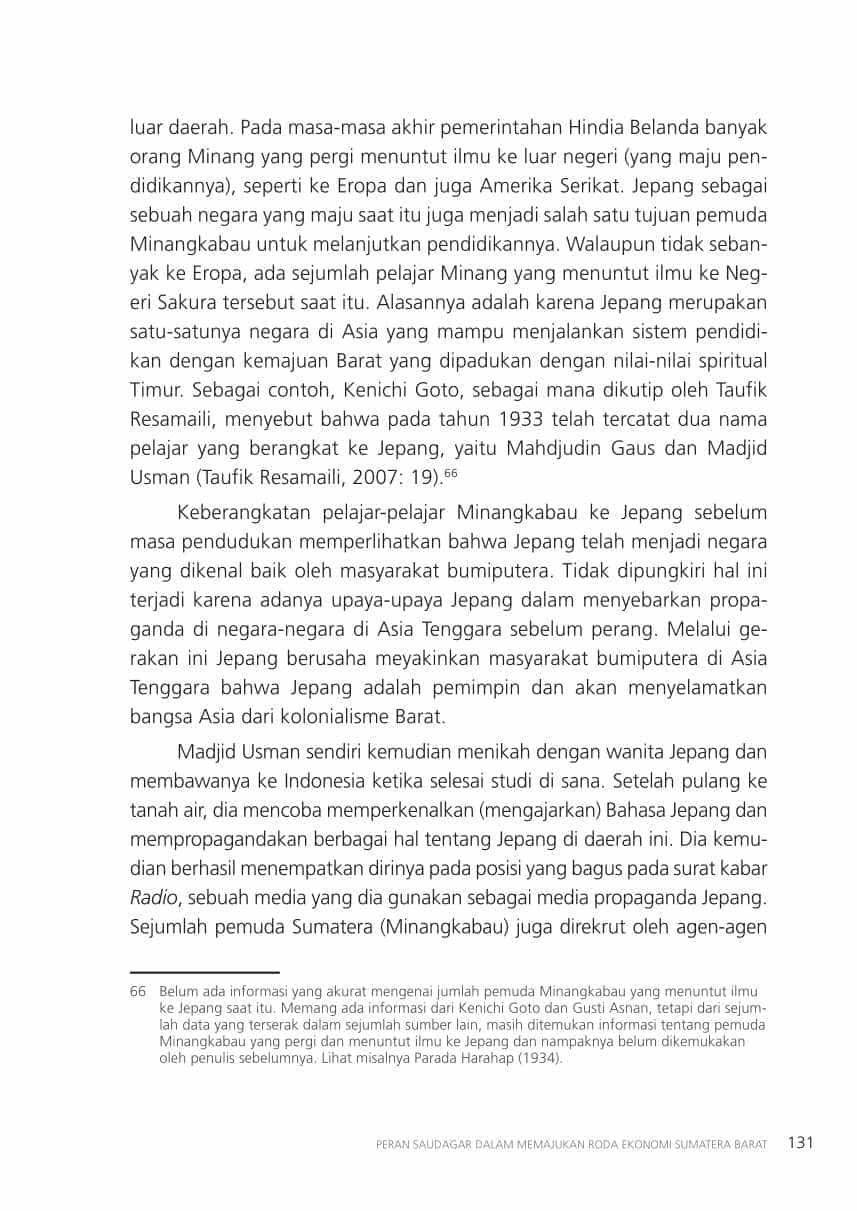 luar daerah. Pada masa-masa akhir pemerintahan Hindia Belanda banyak
orang Minang yang pergi menuntut ilmu ke luar negeri (yang maju pen-
didikannya), seperti ke Eropa dan juga Amerika Serikat. Jepang sebagai
sebuah negara yang maju saat itu juga menjadi salah satu tujuan pemuda
Minangkabau untuk melanjutkan pendidikannya. Walaupun tidak seban-
yak ke Eropa, ada sejumlah pelajar Minang yang menuntut ilmu ke Neg-
eri Sakura tersebut saat itu. Alasannya adalah karena Jepang merupakan
satu-satunya negara di Asia yang mampu menjalankan sistem pendidi-
kan dengan kemajuan Barat yang dipadukan dengan nilai-nilai spiritual
Timur. Sebagai contoh, Kenichi Goto, sebagai mana dikutip oleh Taufik
Resamaili, menyebut bahwa pada tahun 1933 telah tercatat dua nama
pelajar yang berangkat ke Jepang, yaitu Mahdjudin Gaus dan Madjid
Usman (Taufik Resamaili, 2007: 19).66
Keberangkatan pelajar-pelajar Minangkabau ke Jepang sebelum
masa pendudukan memperlihatkan bahwa Jepang telah menjadi negara
yang dikenal baik oleh masyarakat bumiputera. Tidak dipungkiri hal ini
terjadi karena adanya upaya-upaya Jepang dalam menyebarkan propa-
ganda di negara-negara di Asia Tenggara sebelum perang. Melalui ge-
rakan ini Jepang berusaha meyakinkan masyarakat bumiputera di Asia
Tenggara bahwa Jepang adalah pemimpin dan akan menyelamatkan
bangsa Asia dari kolonialisme Barat.
Madjid Usman sendiri kemudian menikah dengan wanita Jepang dan
membawanya ke Indonesia ketika selesai studi di sana. Setelah pulang ke
tanah air, dia mencoba memperkenalkan (mengajarkan) Bahasa Jepang dan
mempropagandakan berbagai hal tentang Jepang di daerah ini. Dia kemu-
dian berhasil menempatkan dirinya pada posisi yang bagus pada surat kabar
Radio, sebuah media yang dia gunakan sebagai media propaganda Jepang.
Sejumlah pemuda Sumatera (Minangkabau) juga direkrut oleh agen-agen
66 Belum ada informasi yang akurat mengenai jumlah pemuda Minangkabau yang menuntut ilmu
ke Jepang saat itu. Memang ada informasi dari Kenichi Goto dan Gusti Asnan, tetapi dari sejum-
lah data yang terserak dalam sejumlah sumber lain, masih ditemukan informasi tentang pemuda
Minangkabau yang pergi dan menuntut ilmu ke Jepang dan nampaknya belum dikemukakan
oleh penulis sebelumnya. Lihat misalnya Parada Harahap (1934).
PERAN SAUDAGAR DALAM MEMAJUKAN RODA EKONOMI SUMATERA BARAT 131